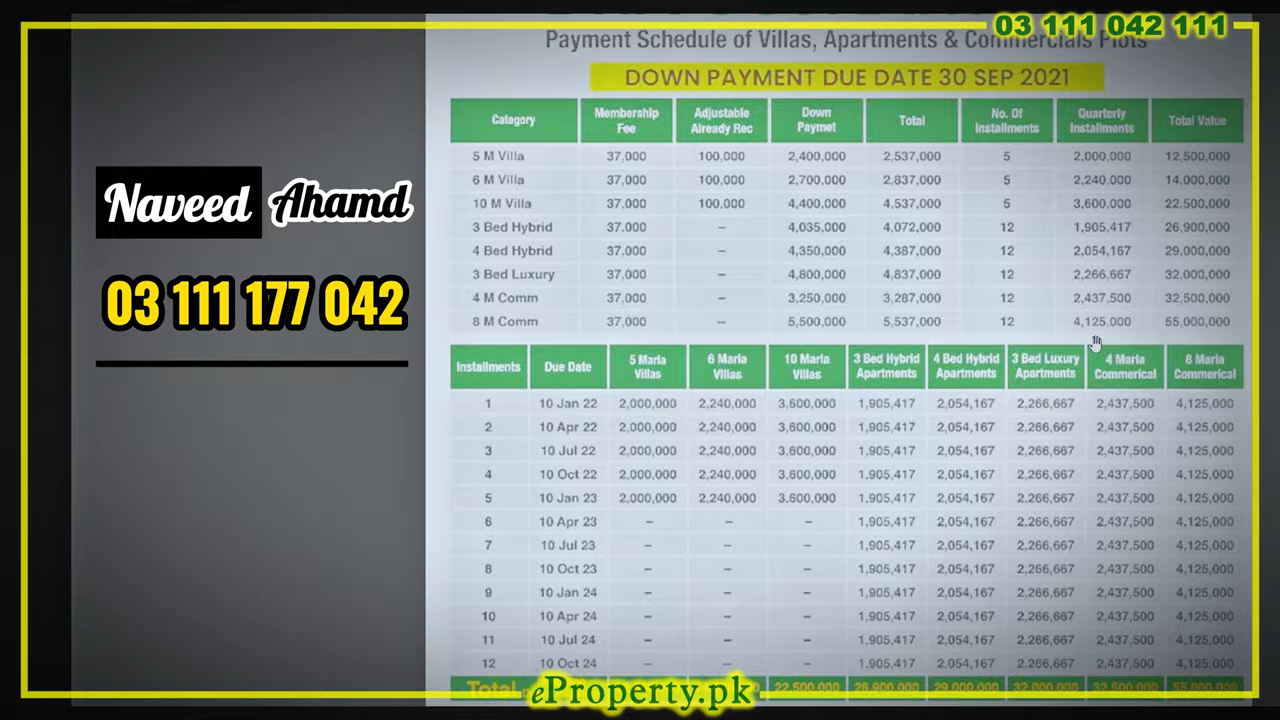 03 111 042 111
Payment Schedule of Villas, Apartments & Commercials Plots
DOWN PAYMENT DUE DATE 30 SEP 2021
Naveed Ahamd
03 111 177 042
Category Membership Fee Adjustable Already Rec Down Paymet Total No. Of Installments Quarterly Installments Total Value
5 M Villa 37,000 100,000 2,400,000 2,537,000 5 2,000,000 12,500,000
6 M Villa 37,000 100,000 2,700,000 2,837,000 5 2,240,000 14,000,000
10 M Villa 37,000 100,000 4,400,000 4,537,000 5 3,600,000 22,500,000
3 Bed Hybrid 37,000 – 4,035,000 4,072,000 12 1,905,417 26,900,000
4 Bed Hybrid 37,000 – 4,350,000 4,387,000 12 2,054,167 29,000,000
3 Bed Luxury 37,000 – 4,800,000 4,837,000 12 2,266,667 32,000,000
4 M Comm 37,000 – 3,250,000 3,287,000 12 2,437,500 32,500,000
8 M Comm 37,000 – 5,500,000 5,537,000 12 4,125,000 55,000,000
Installments Due Date 5 Marla Villas 6 Marla Villas 10 Marla Villas 3 Bed Hybrid Apartments 4 Bed Hybrid Apartments 3 Bed Luxury Apartments 4 Marla Commerical 8 Marla Commerical
1 10 Jan 22 2,000,000 2,240,000 3,600,000 1,905,417 2,054,167 2,266,667 2,437,500 4,125,000
2 10 Apr 22 2,000,000 2,240,000 3,600,000 1,905,417 2,054,167 2,266,667 2,437,500 4,125,000
3 10 Jul 22 2,000,000 2,240,000 3,600,000 1,905,417 2,054,167 2,266,667 2,437,500 4,125,000
4 10 Oct 22 2,000,000 2,240,000 3,600,000 1,905,417 2,054,167 2,266,667 2,437,500 4,125,000
5 10 Jan 23 2,000,000 2,240,000 3,600,000 1,905,417 2,054,167 2,266,667 2,437,500 4,125,000
6 10 Apr 23 – – – 1,905,417 2,054,167 2,266,667 2,437,500 4,125,000
7 10 Jul 23 – – – 1,905,417 2,054,167 2,266,667 2,437,500 4,125,000
8 10 Oct 23 – – – 1,905,417 2,054,167 2,266,667 2,437,500 4,125,000
9 10 Jan 24 – – – 1,905,417 2,054,167 2,266,667 2,437,500 4,125,000
10 10 Apr 24 – – – 1,905,417 2,054,167 2,266,667 2,437,500 4,125,000
11 10 Jul 24 – – – 1,905,417 2,054,167 2,266,667 2,437,500 4,125,000
12 10 Oct 24 – – – 1,905,417 2,054,167 2,266,667 2,437,500 4,125,000
Total 22,500,000 26,900,000 29,000,000 32,000,000 32,500,000 55,000,000
eProperty.pk